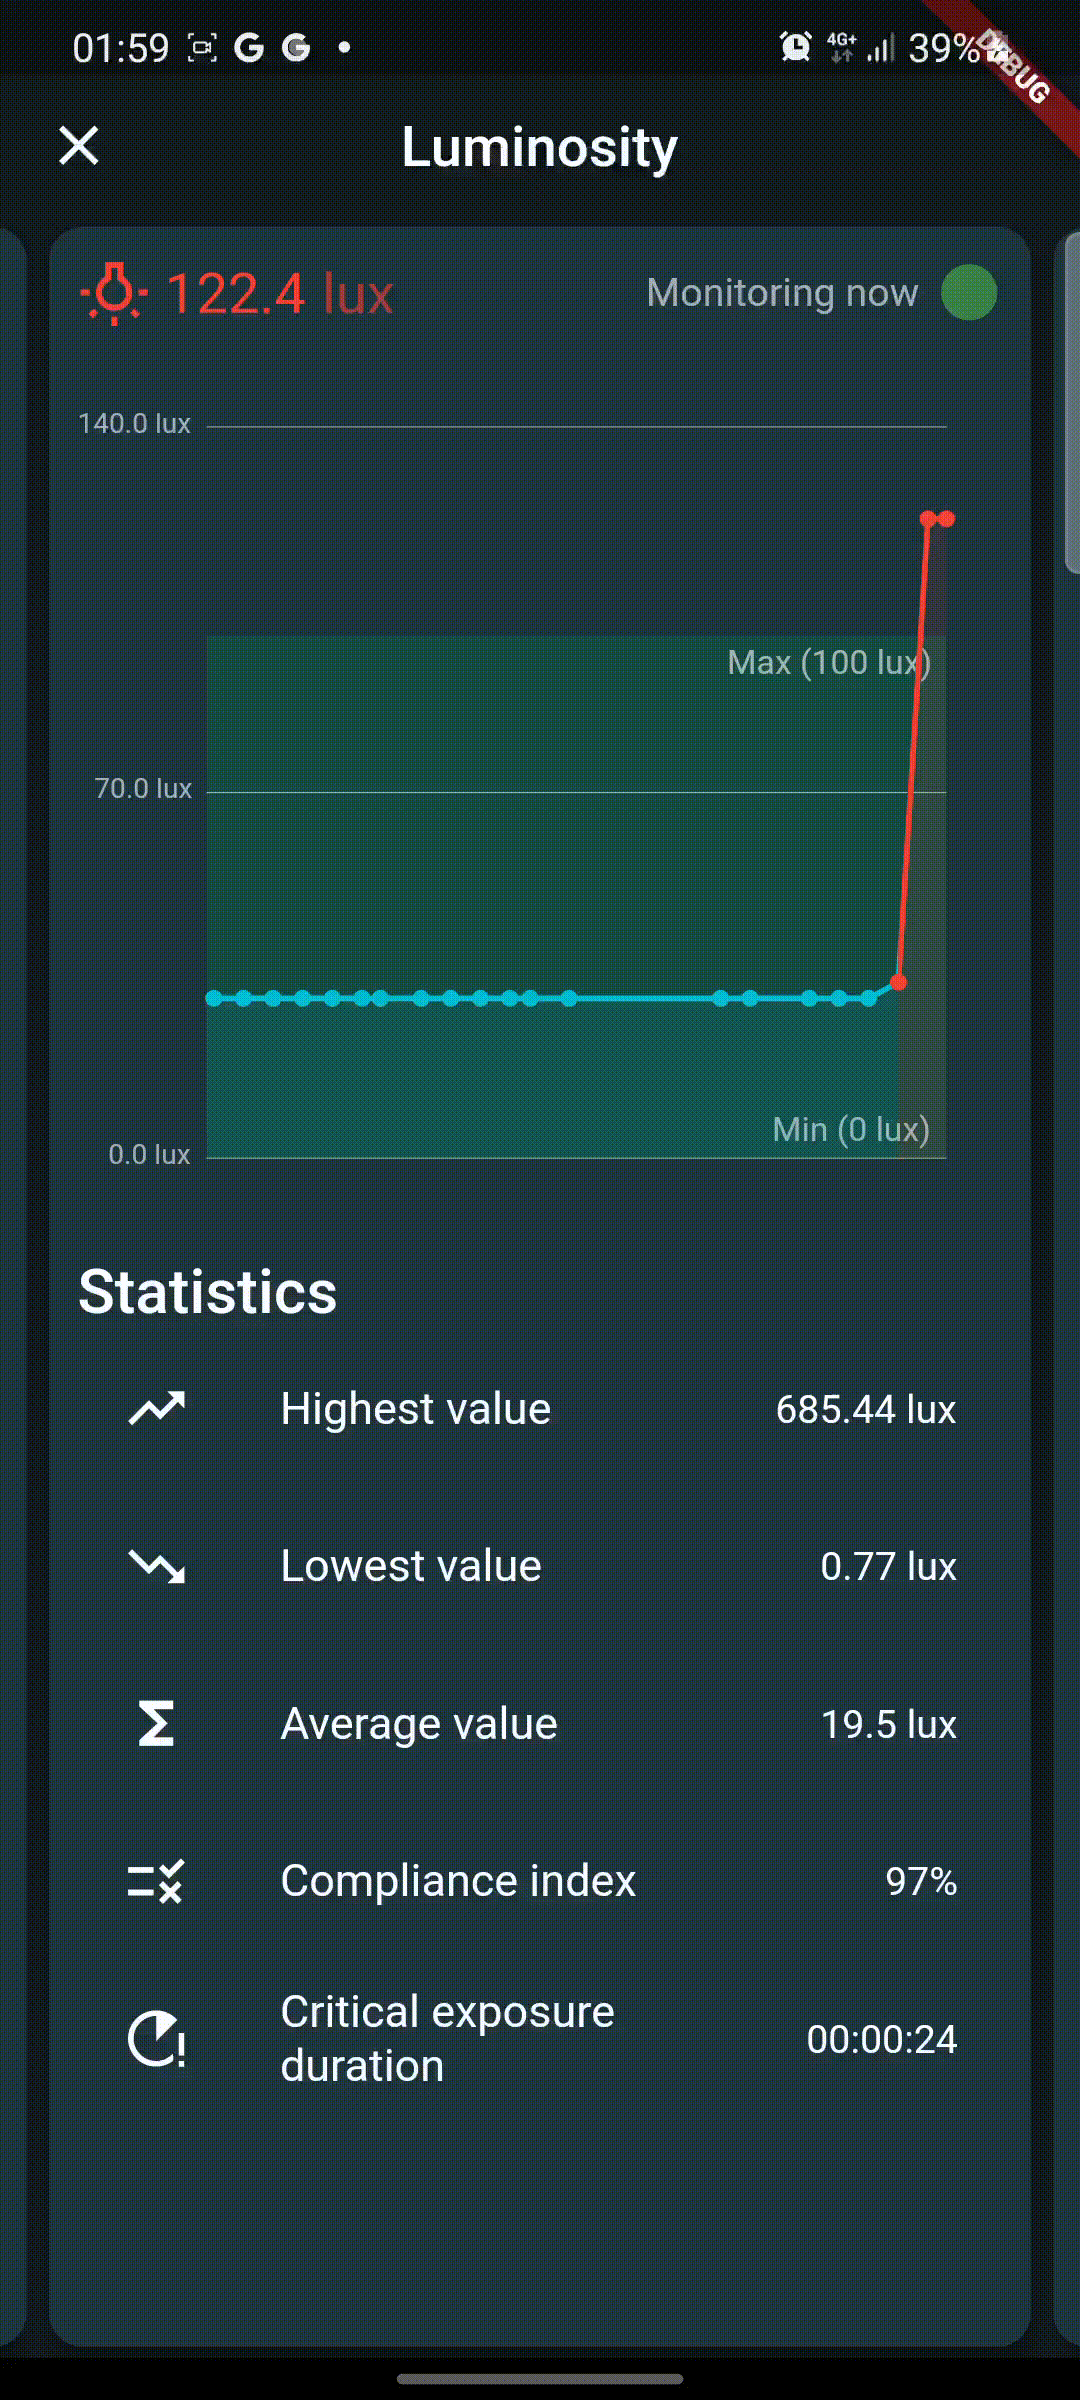 01:59 G G 4G+ 39%
DEBUG
Luminosity
122.4 lux Monitoring now
140.0 lux
Max (100 lux)
70.0 lux
Min (0 lux)
0.0 lux
Statistics
Highest value 685.44 lux
Lowest value 0.77 lux
Average value 19.5 lux
Compliance index 97%
Critical exposure
duration 00:00:24